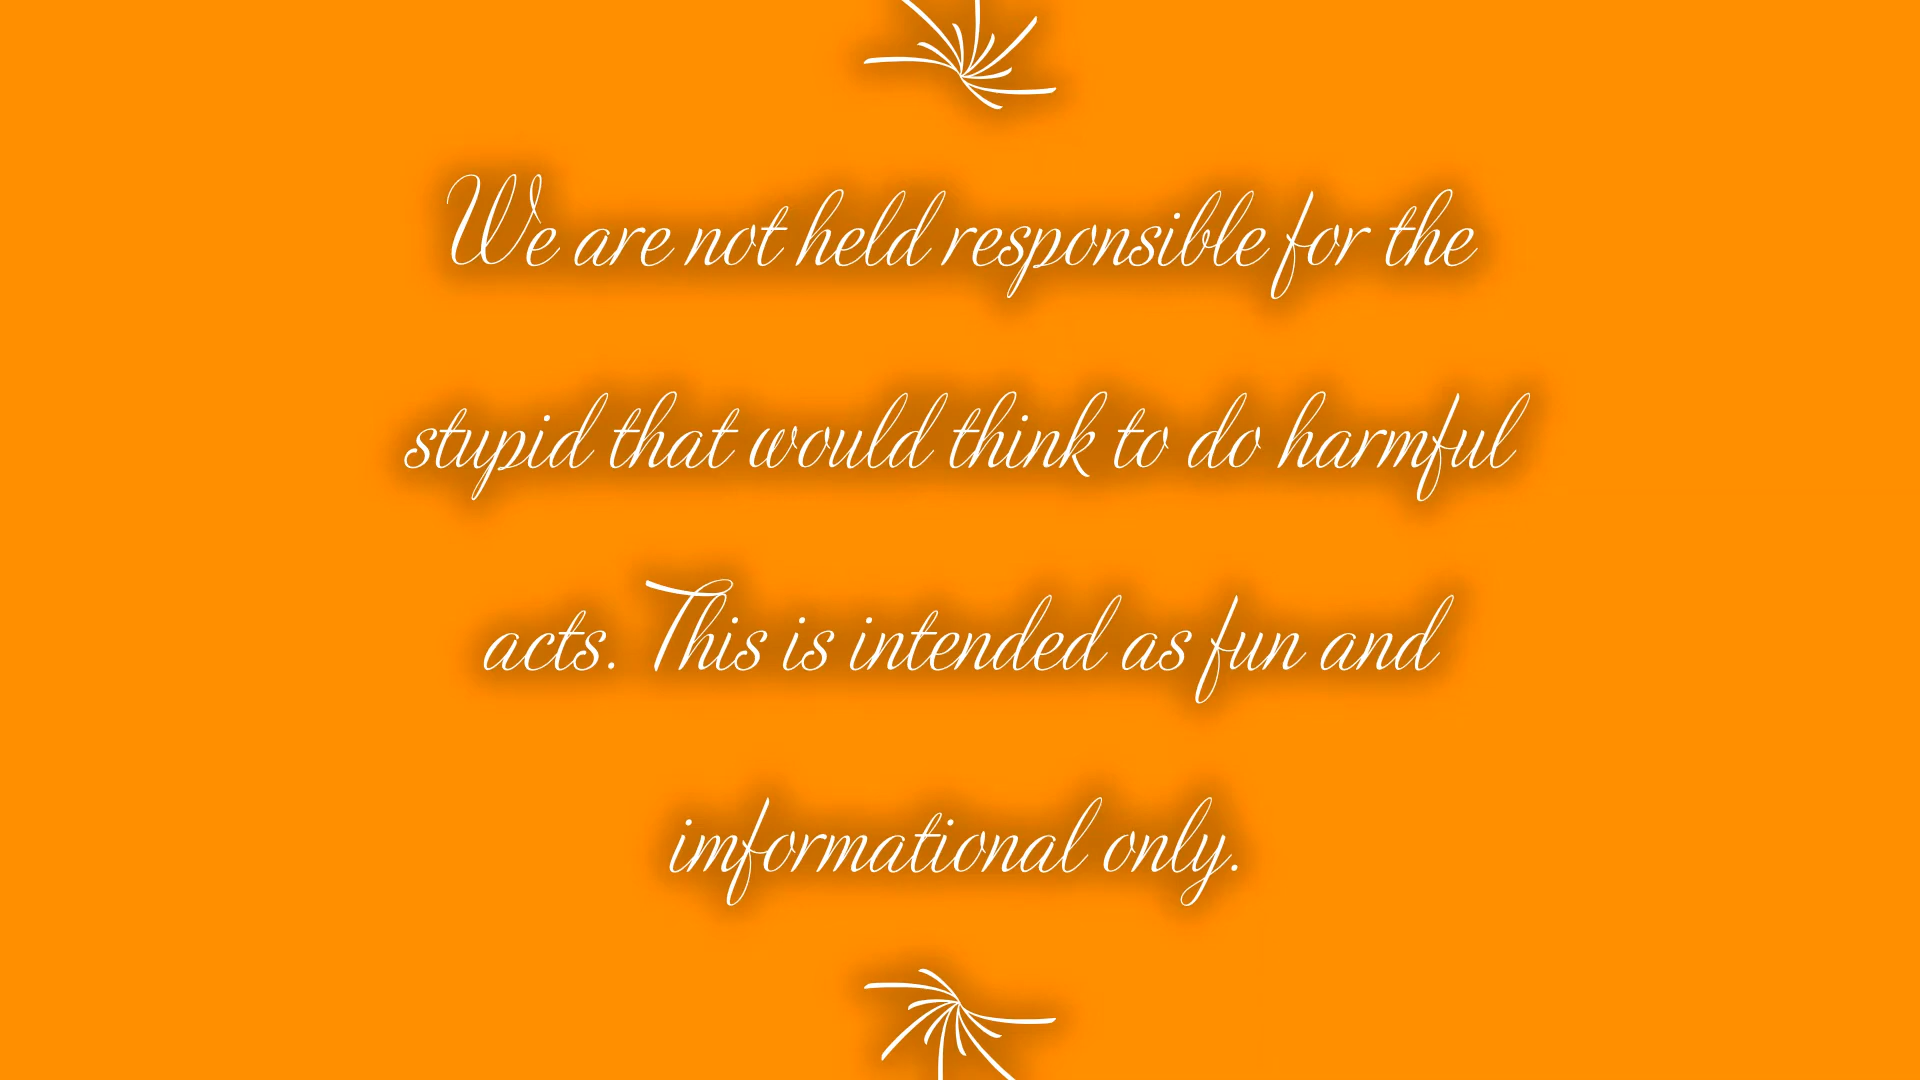 We are not held responsible for the
stupid that would think to do harmful
acts. This is intended as fun and
imformational only.